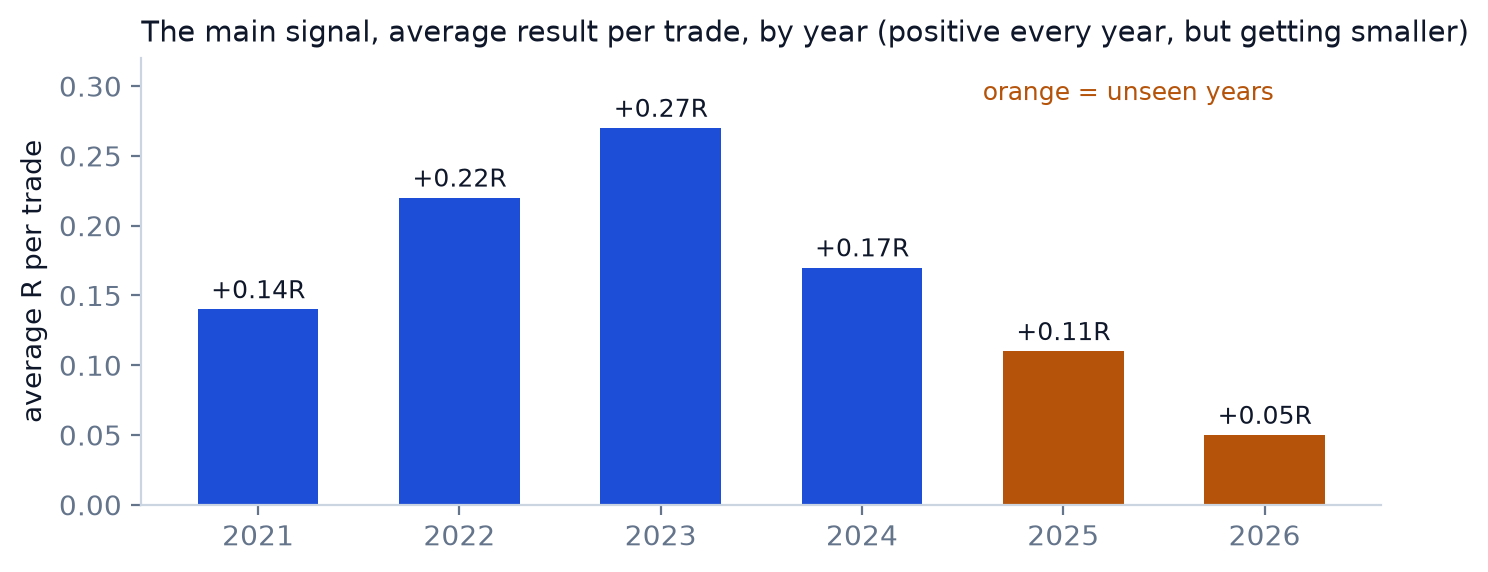 The main signal, average result per trade, by year (positive every year, but getting smaller)
orange = unseen years
average R per trade
0.30
0.25
0.20
0.15
0.10
0.05
0.00
+0.14R
+0.22R
+0.27R
+0.17R
+0.11R
+0.05R
2021
2022
2023
2024
2025
2026